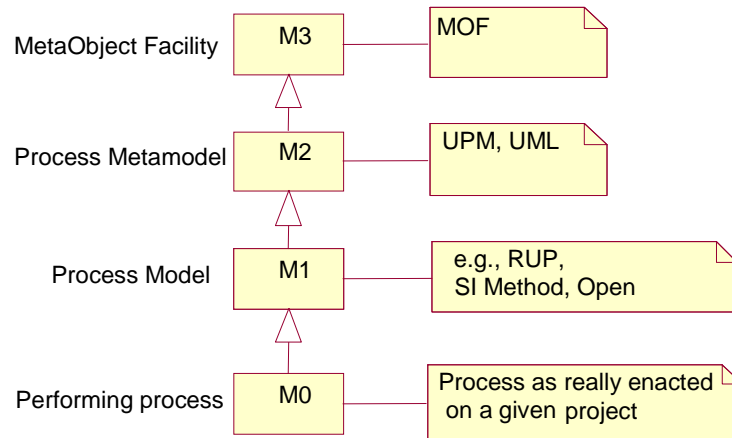 MetaObject Facility
M3
MOF
Process Metamodel
M2
UPM, UML
Process Model
M1
e.g., RUP,
SI Method, Open
Performing process
M0
Process as really enacted
on a given project